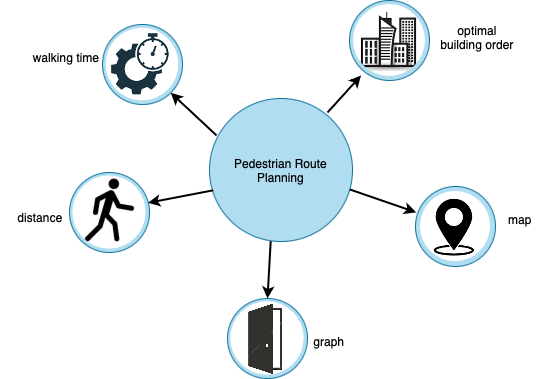 optimal
building order
walking time
Pedestrian Route
Planning
distance
map
graph